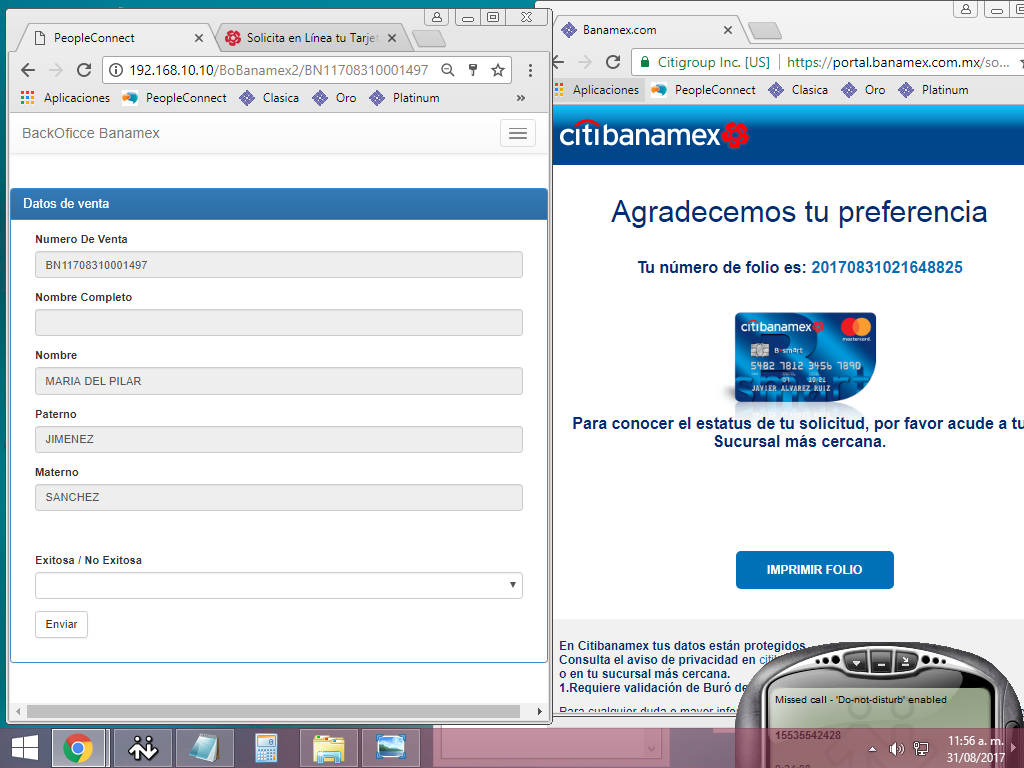 PeopleConnect
Solicita en Línea tu Tarjet
192.168.10.10/BoBanamex2/BN11708310001497
Aplicaciones
PeopleConnect
Clasica
Oro
Platinum
»
BackOficce Banamex
Datos de venta
Numero De Venta
BN11708310001497
Nombre Completo
Nombre
MARIA DEL PILAR
Paterno
JIMENEZ
Materno
SANCHEZ
Exitosa / No Exitosa
Enviar
Banamex.com
Citigroup Inc. [US]
https://portal.banamex.com.mx/so...
Aplicaciones
PeopleConnect
Clasica
Oro
Platinum
citibanamex
Agradecemos tu preferencia
Tu número de folio es: 20170831021648825
citibanamex
mastercard
B•smart
5482 7812 3456 7890
JAVIER ALVAREZ RUIZ
Para conocer el estatus de tu solicitud, por favor acude a tu
Sucursal más cercana.
IMPRIMIR FOLIO
En Citibanamex tus datos están protegidos.
Consulta el aviso de privacidad en citi
o en tu sucursal más cercana.
1.Requiere validación de Buró de
Para cualquier duda o mayor info
Missed call - 'Do-not-disturb' enabled
15535542428
11:56 a. m.
31/08/2017